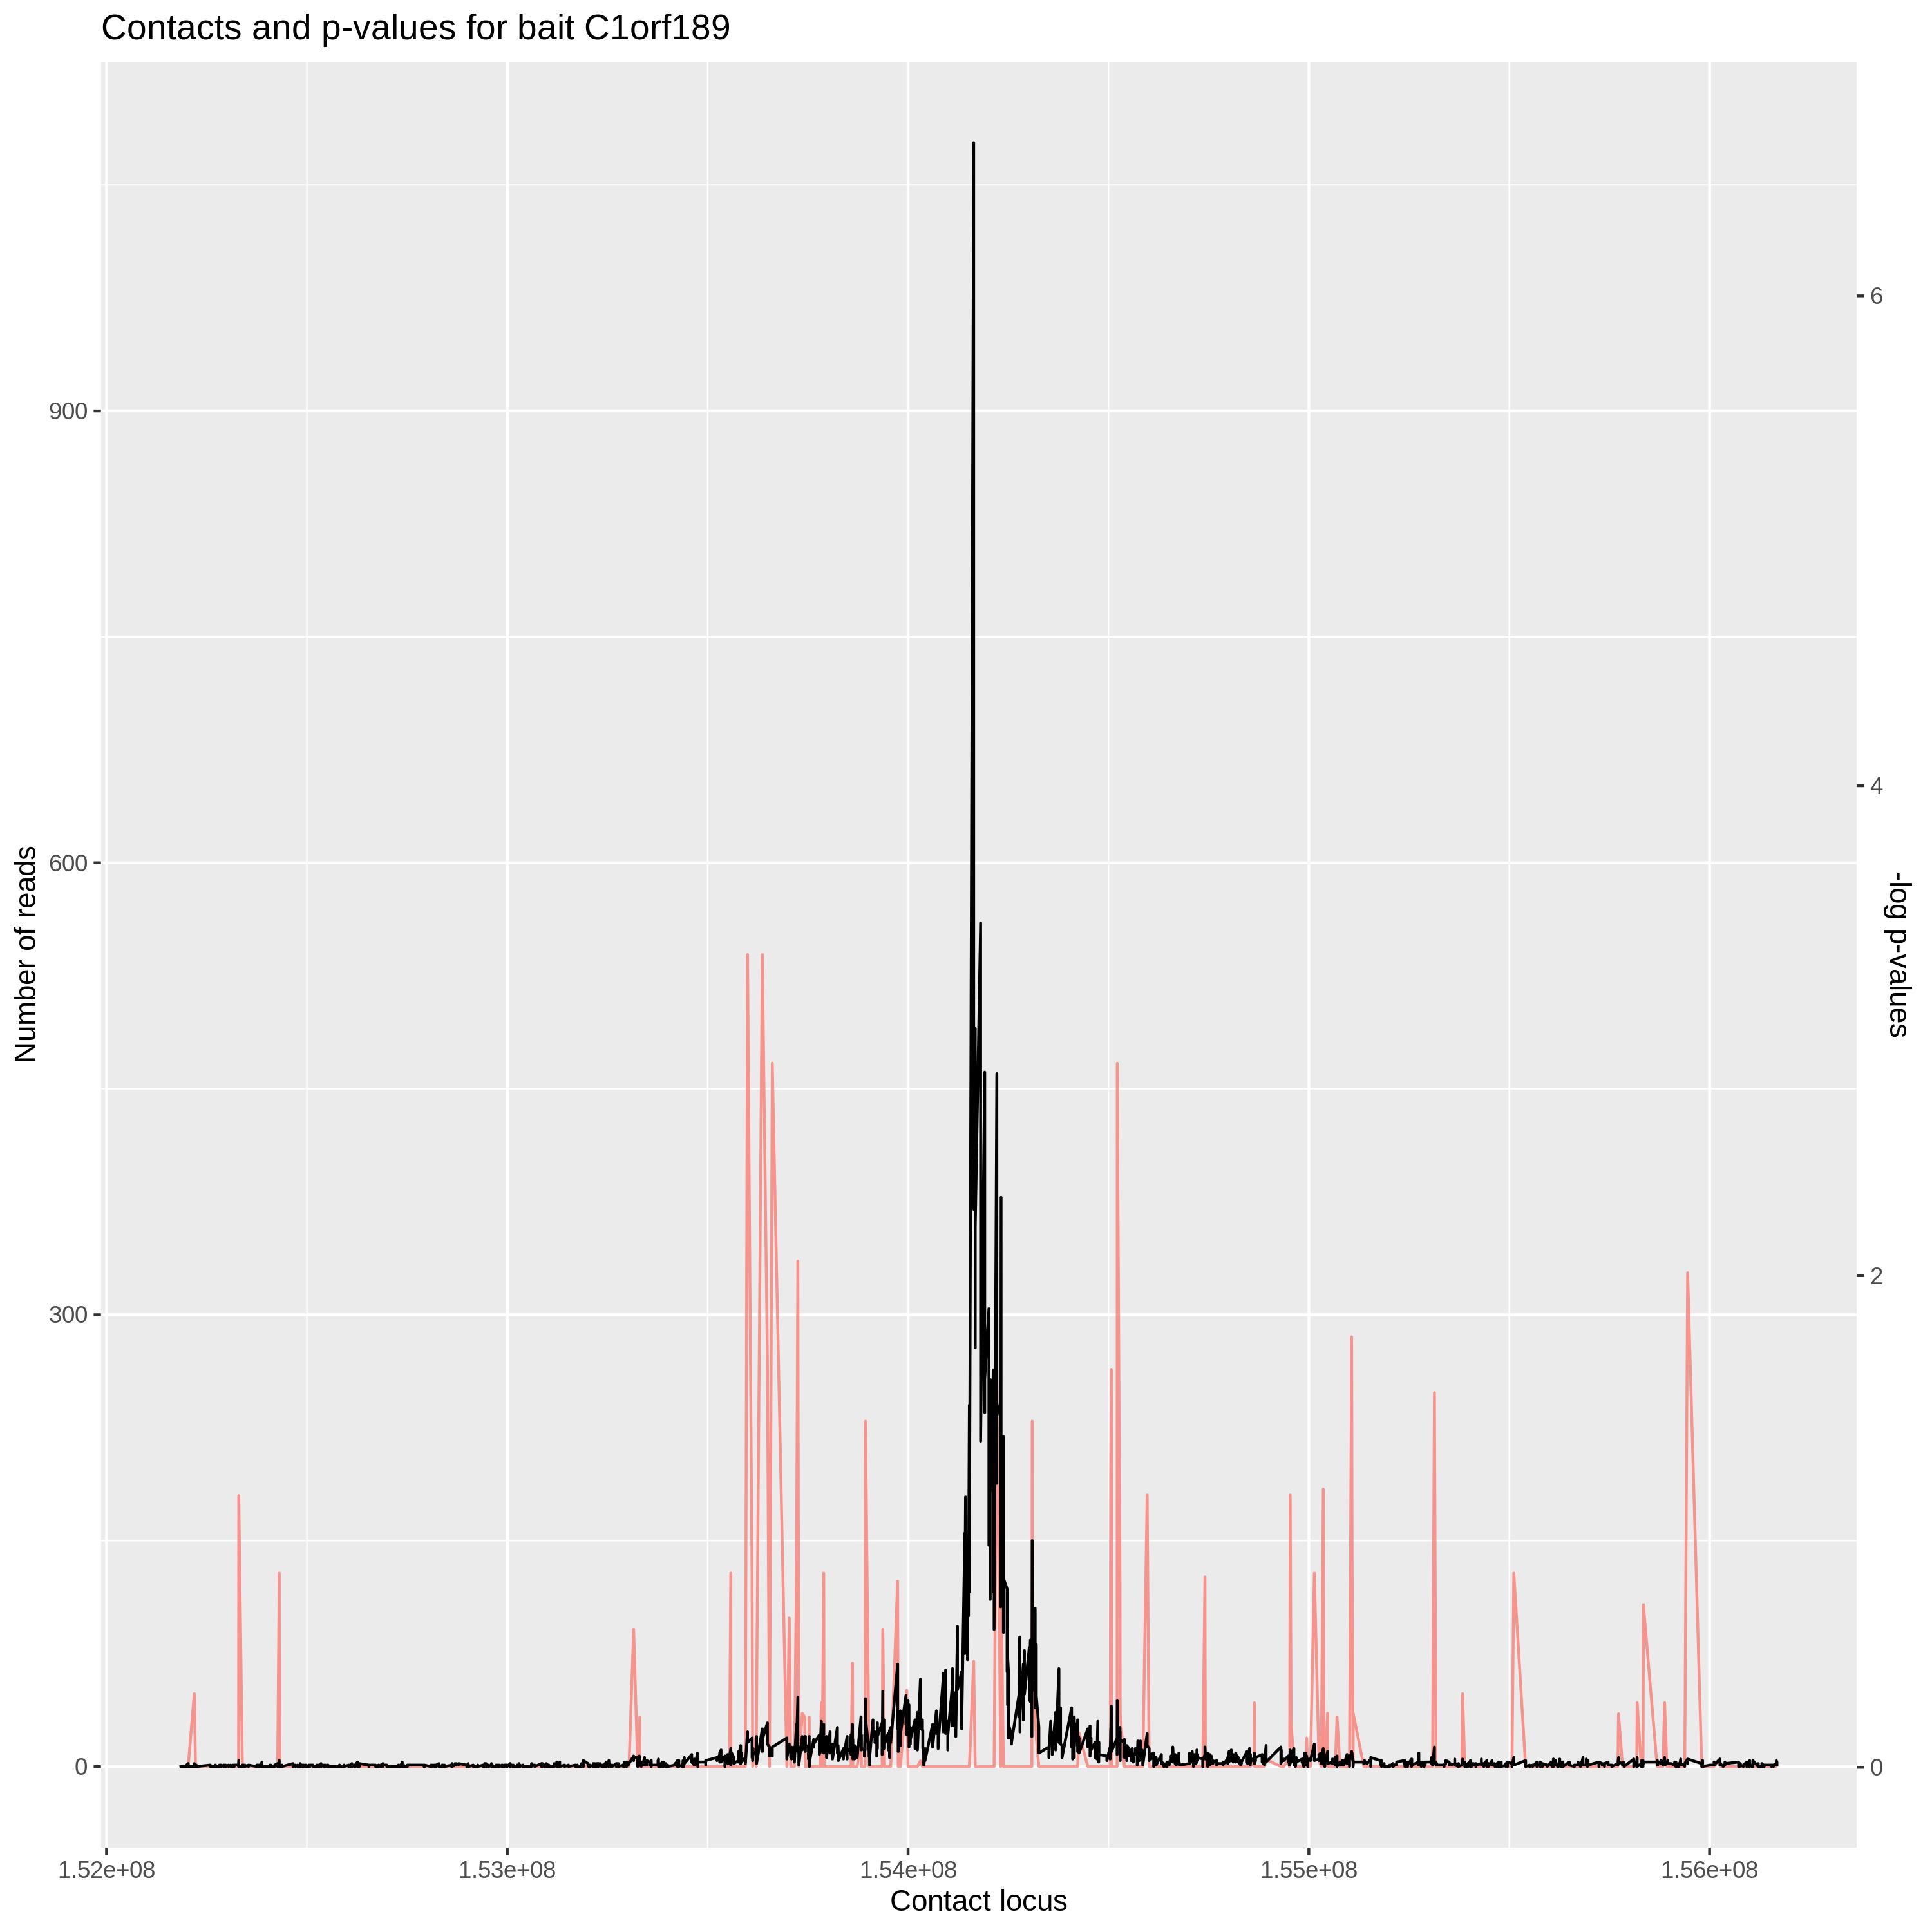 Contacts and p-values for bait C1orf189
Number of reads
900
600
300
0
6
4
2
0
-log p-values
1.52e+08
1.53e+08
1.54e+08
1.55e+08
1.56e+08
Contact locus